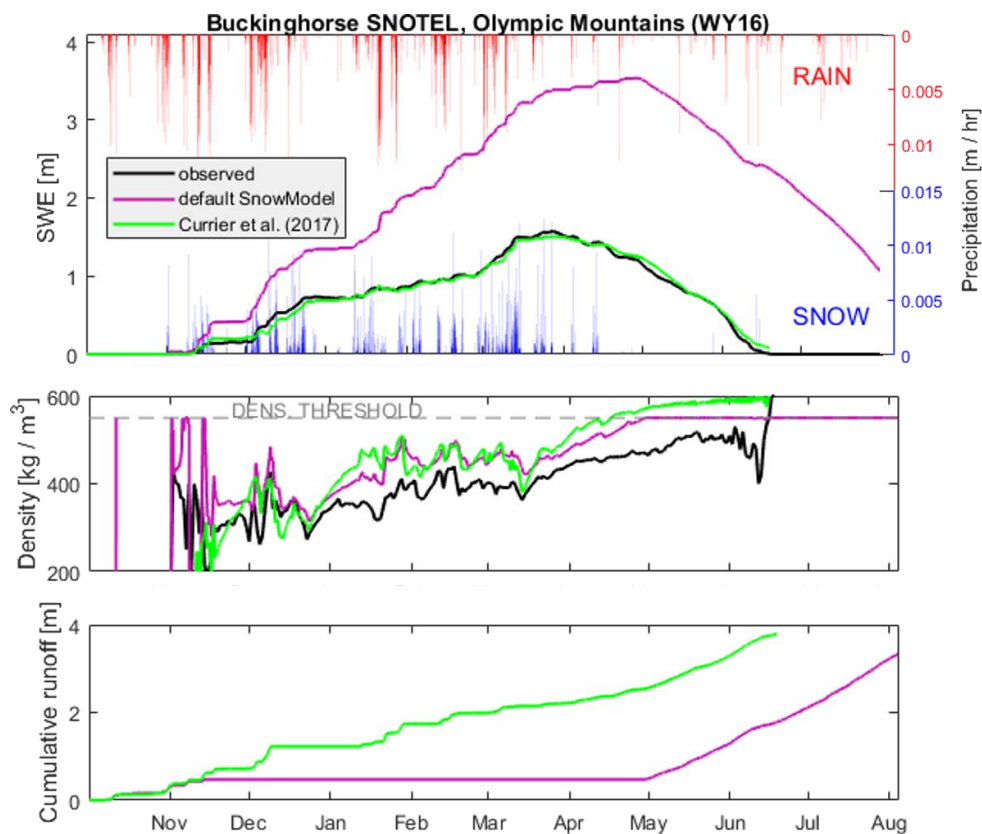 Buckinghorse SNOTEL, Olympic Mountains (WY16)
4
3
2
1
0
SWE [m]
observed
default SnowModel
Currier et al. (2017)
RAIN
SNOW
0
0.005
0.01
0.015
0.01
0.005
0
Precipitation [m / hr]
600
400
200
Density [kg / m³]
DENS. THRESHOLD
4
2
0
Cumulative runoff [m]
Nov Dec Jan Feb Mar Apr May Jun Jul Aug